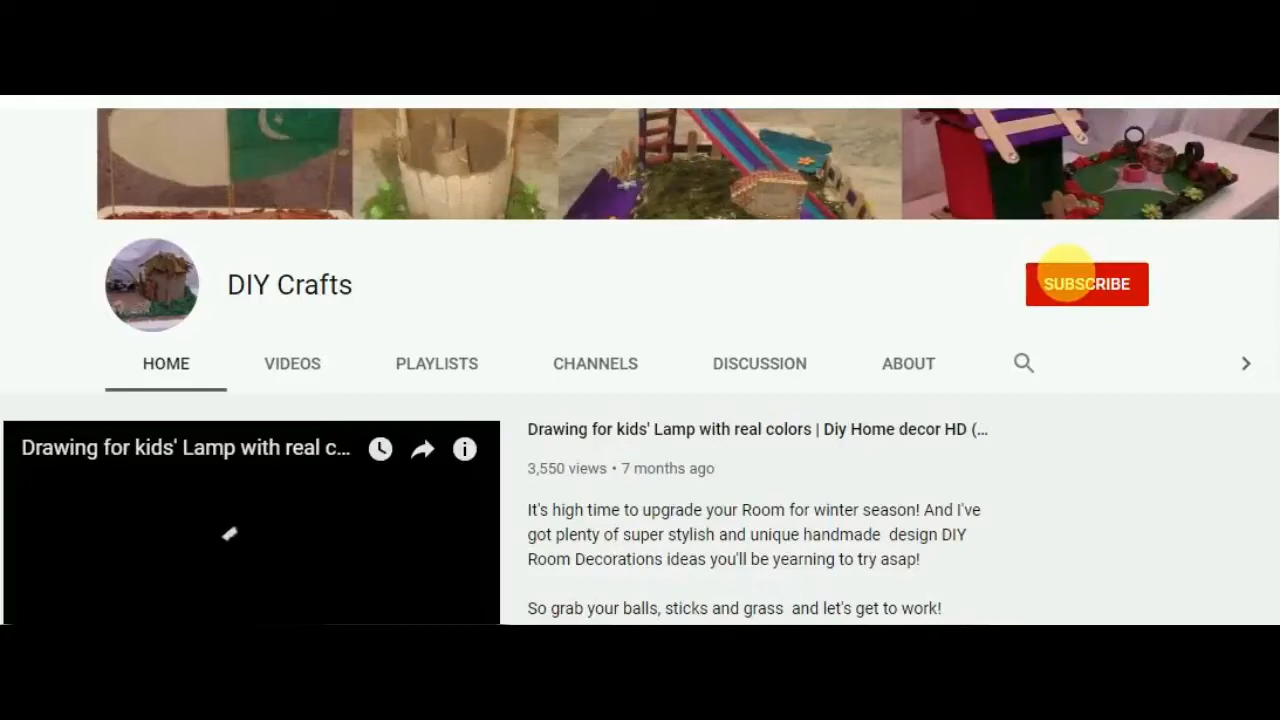 DIY Crafts
SUBSCRIBE
HOME VIDEOS PLAYLISTS CHANNELS DISCUSSION ABOUT
Drawing for kids' Lamp with real c...
Drawing for kids' Lamp with real colors | Diy Home decor HD (...
3,550 views • 7 months ago
It's high time to upgrade your Room for winter season! And I've
got plenty of super stylish and unique handmade  design DIY
Room Decorations ideas you'll be yearning to try asap!
So grab your balls, sticks and grass  and let's get to work!